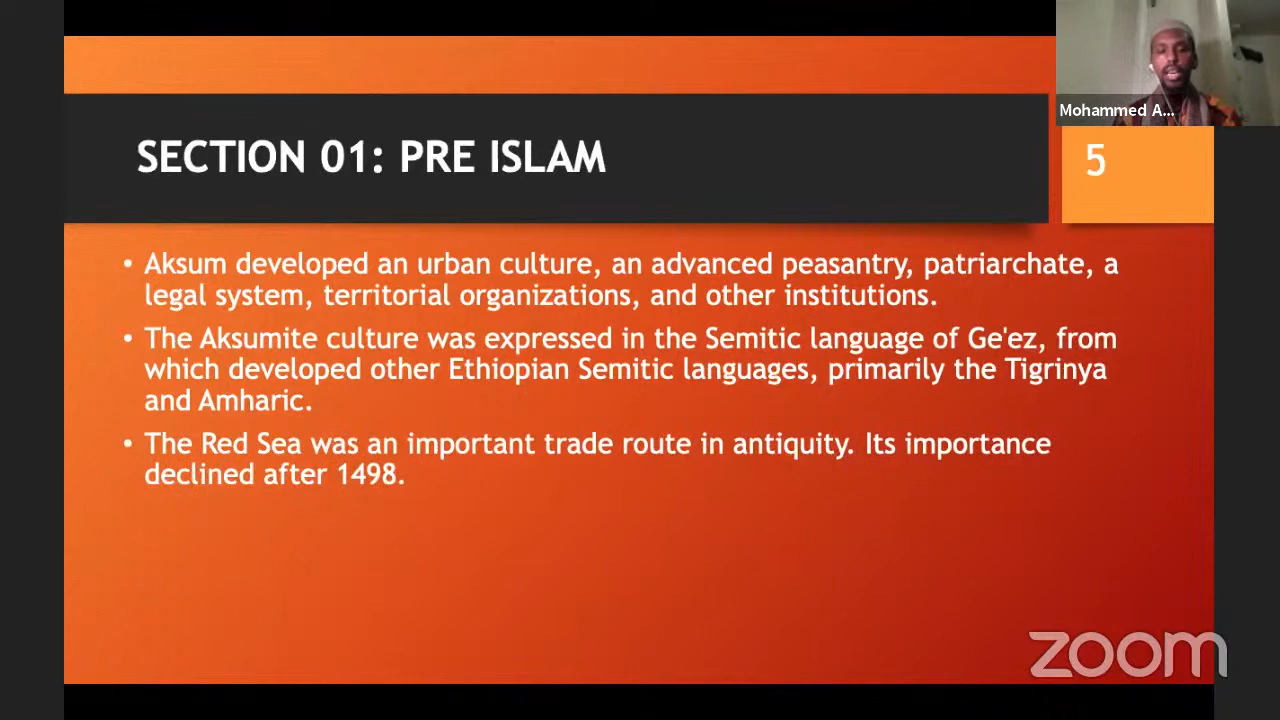 Mohammed A...
SECTION 01: PRE ISLAM
5
• Aksum developed an urban culture, an advanced peasantry, patriarchate, a
legal system, territorial organizations, and other institutions.
• The Aksumite culture was expressed in the Semitic language of Ge'ez, from
which developed other Ethiopian Semitic languages, primarily the Tigrinya
and Amharic.
• The Red Sea was an important trade route in antiquity. Its importance
declined after 1498.
zoom